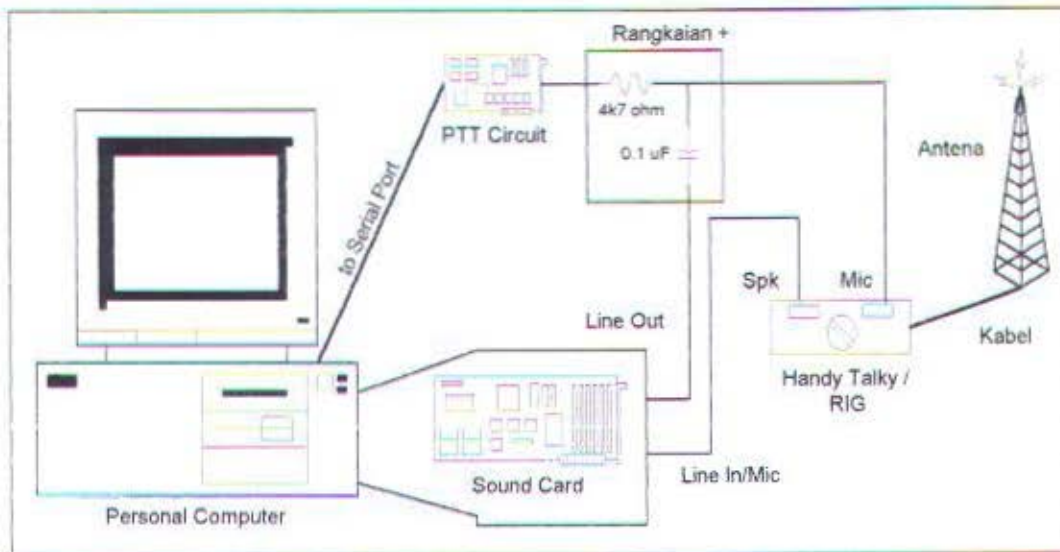 Rangkaian +
4k7 ohm
0.1 uF
PTT Circuit
to Serial Port
Antena
Spk
Mic
Line Out
Kabel
Handy Talky /
RIG
Sound Card
Line In/Mic
Personal Computer